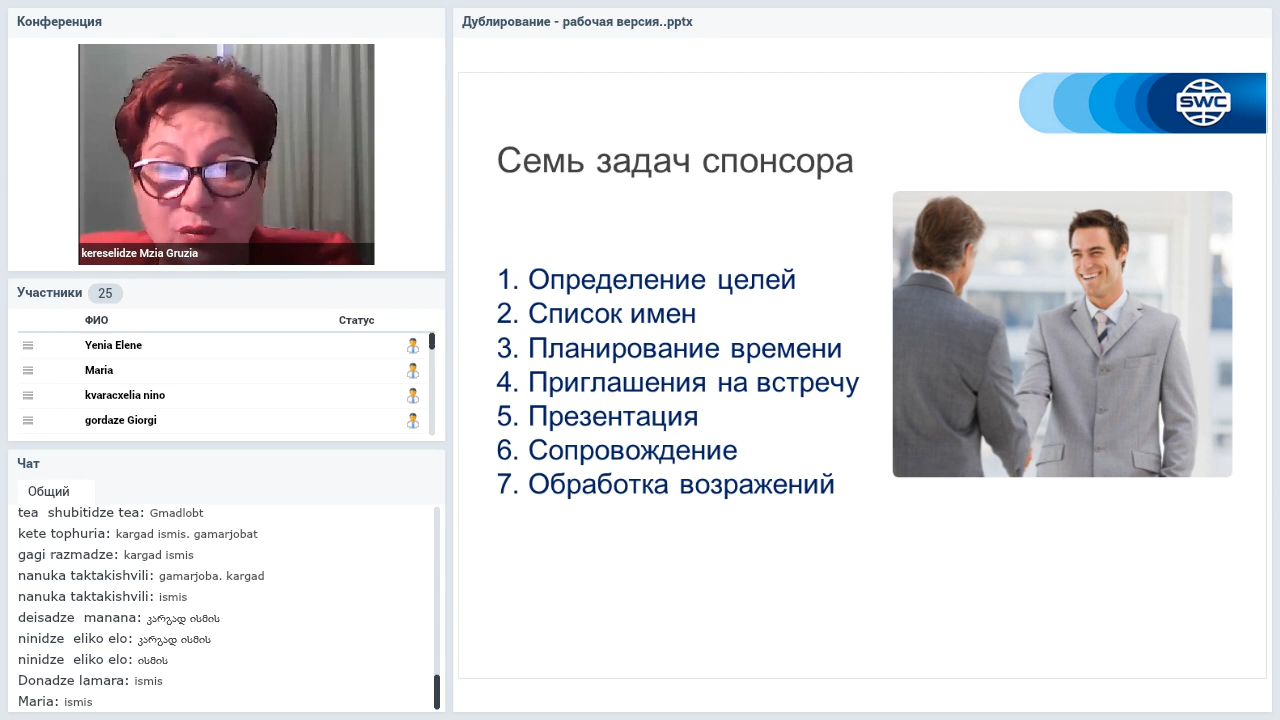 Конференция
kereselidze Mzia Gruzia
Участники 25
ФИО Статус
Yenia Elene
Maria
kvaracxelia nino
gordaze Giorgi
Чат
Общий
tea shubitidze tea: Gmadlobt
kete tophuria: kargad ismis. gamarjobat
gagi razmadze: kargad ismis
nanuka taktakishvili: gamarjoba. kargad
nanuka taktakishvili: ismis
deisadze manana: კარგად ისმის
ninidze eliko elo: კარგად ისმის
ninidze eliko elo: ისმის
Donadze lamara: ismis
Maria: ismis
Дублирование - рабочая версия..pptx
SWC
Семь задач спонсора
1. Определение целей
2. Список имен
3. Планирование времени
4. Приглашения на встречу
5. Презентация
6. Сопровождение
7. Обработка возражений